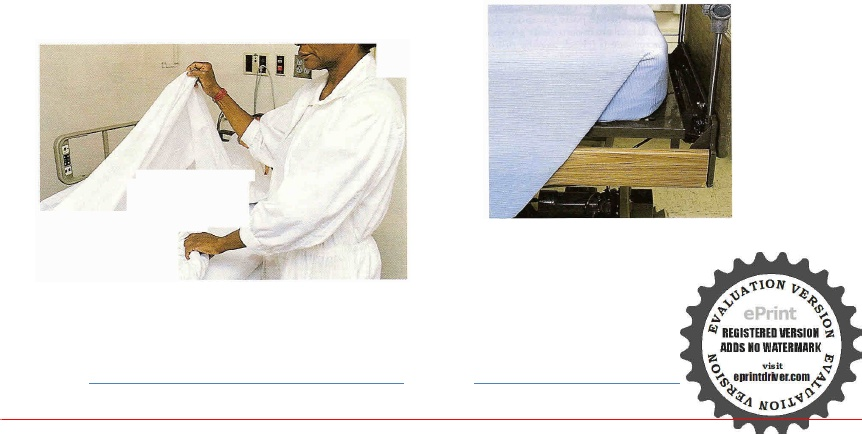 EVALUATION VERSION
ePrint
REGISTERED VERSION
ADDS NO WATERMARK
visit
eprintdriver.com
EVALUATION VERSION